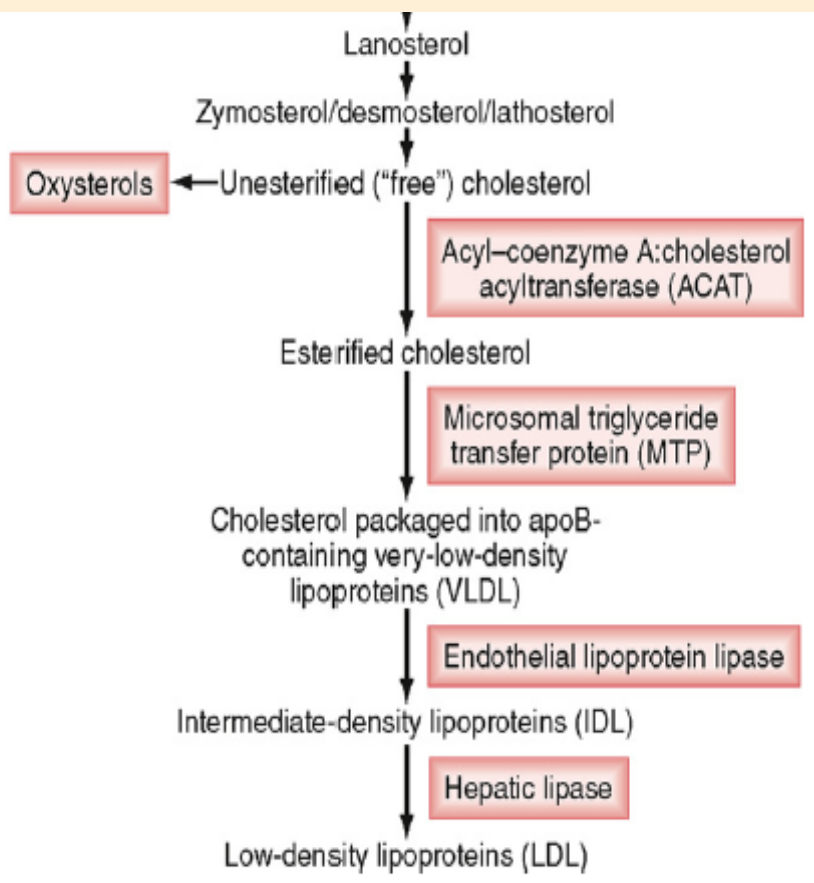 Lanosterol
Zymosterol/desmosterol/lathosterol
Oxysterols
Unesterified (“free”) cholesterol
Acyl–coenzyme A:cholesterol
acyltransferase (ACAT)
Esterified cholesterol
Microsomal triglyceride
transfer protein (MTP)
Cholesterol packaged into apoB-
containing very-low-density
lipoproteins (VLDL)
Endothelial lipoprotein lipase
Intermediate-density lipoproteins (IDL)
Hepatic lipase
Low-density lipoproteins (LDL)